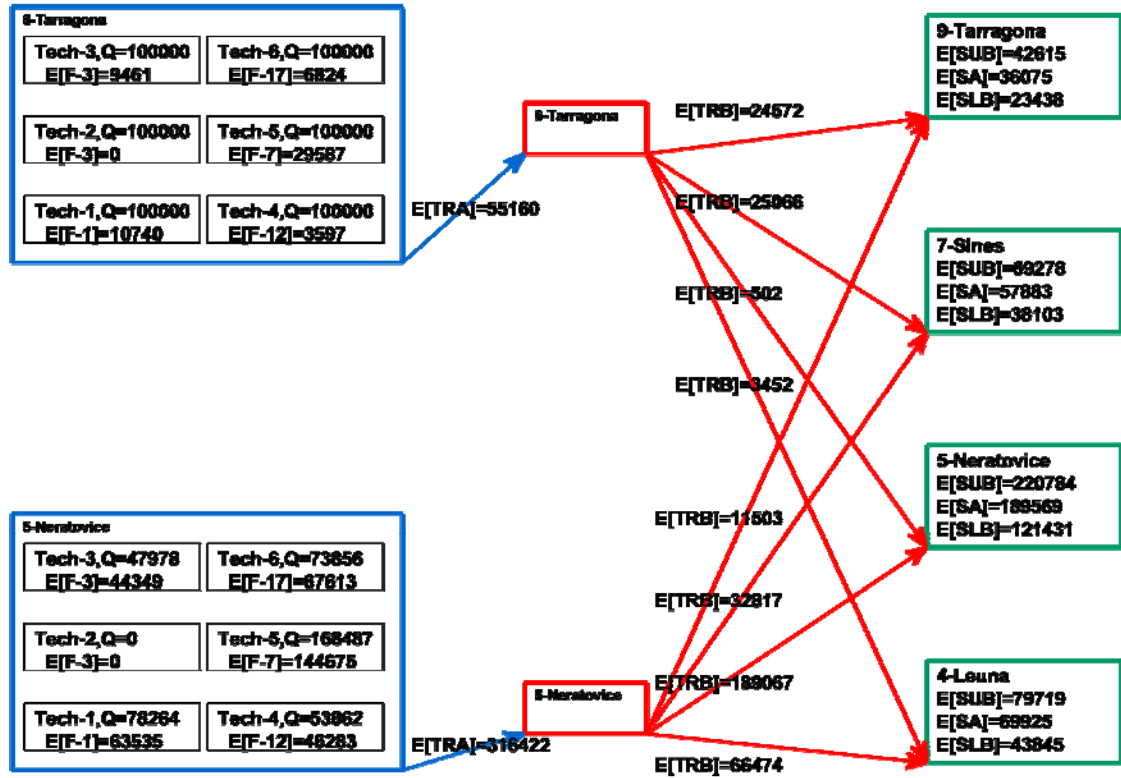 9-Tarragona
Tech-3,Q=100000
E[F-3]=9461
Tech-6,Q=100000
E[F-17]=6824
Tech-2,Q=100000
E[F-3]=0
Tech-5,Q=100000
E[F-7]=29587
Tech-1,Q=100000
E[F-1]=10740
Tech-4,Q=100000
E[F-12]=3597
E[TRA]=55160
9-Tarragona
E[TRB]=24572
E[TRB]=25066
E[TRB]=502
E[TRB]=3452
9-Tarragona
E[SUB]=42615
E[SA]=36075
E[SLB]=23438
7-Sines
E[SUB]=69278
E[SA]=57883
E[SLB]=38103
5-Neratovice
E[SUB]=220784
E[SA]=189569
E[SLB]=121431
5-Neratovice
Tech-3,Q=47978
E[F-3]=44349
Tech-6,Q=73856
E[F-17]=67613
Tech-2,Q=0
E[F-3]=0
Tech-5,Q=168487
E[F-7]=144675
Tech-1,Q=78264
E[F-1]=63535
Tech-4,Q=53862
E[F-12]=46283
E[TRA]=316422
5-Neratovice
E[TRB]=11503
E[TRB]=32817
E[TRB]=189067
E[TRB]=66474
4-Leuna
E[SUB]=79719
E[SA]=69925
E[SLB]=43845